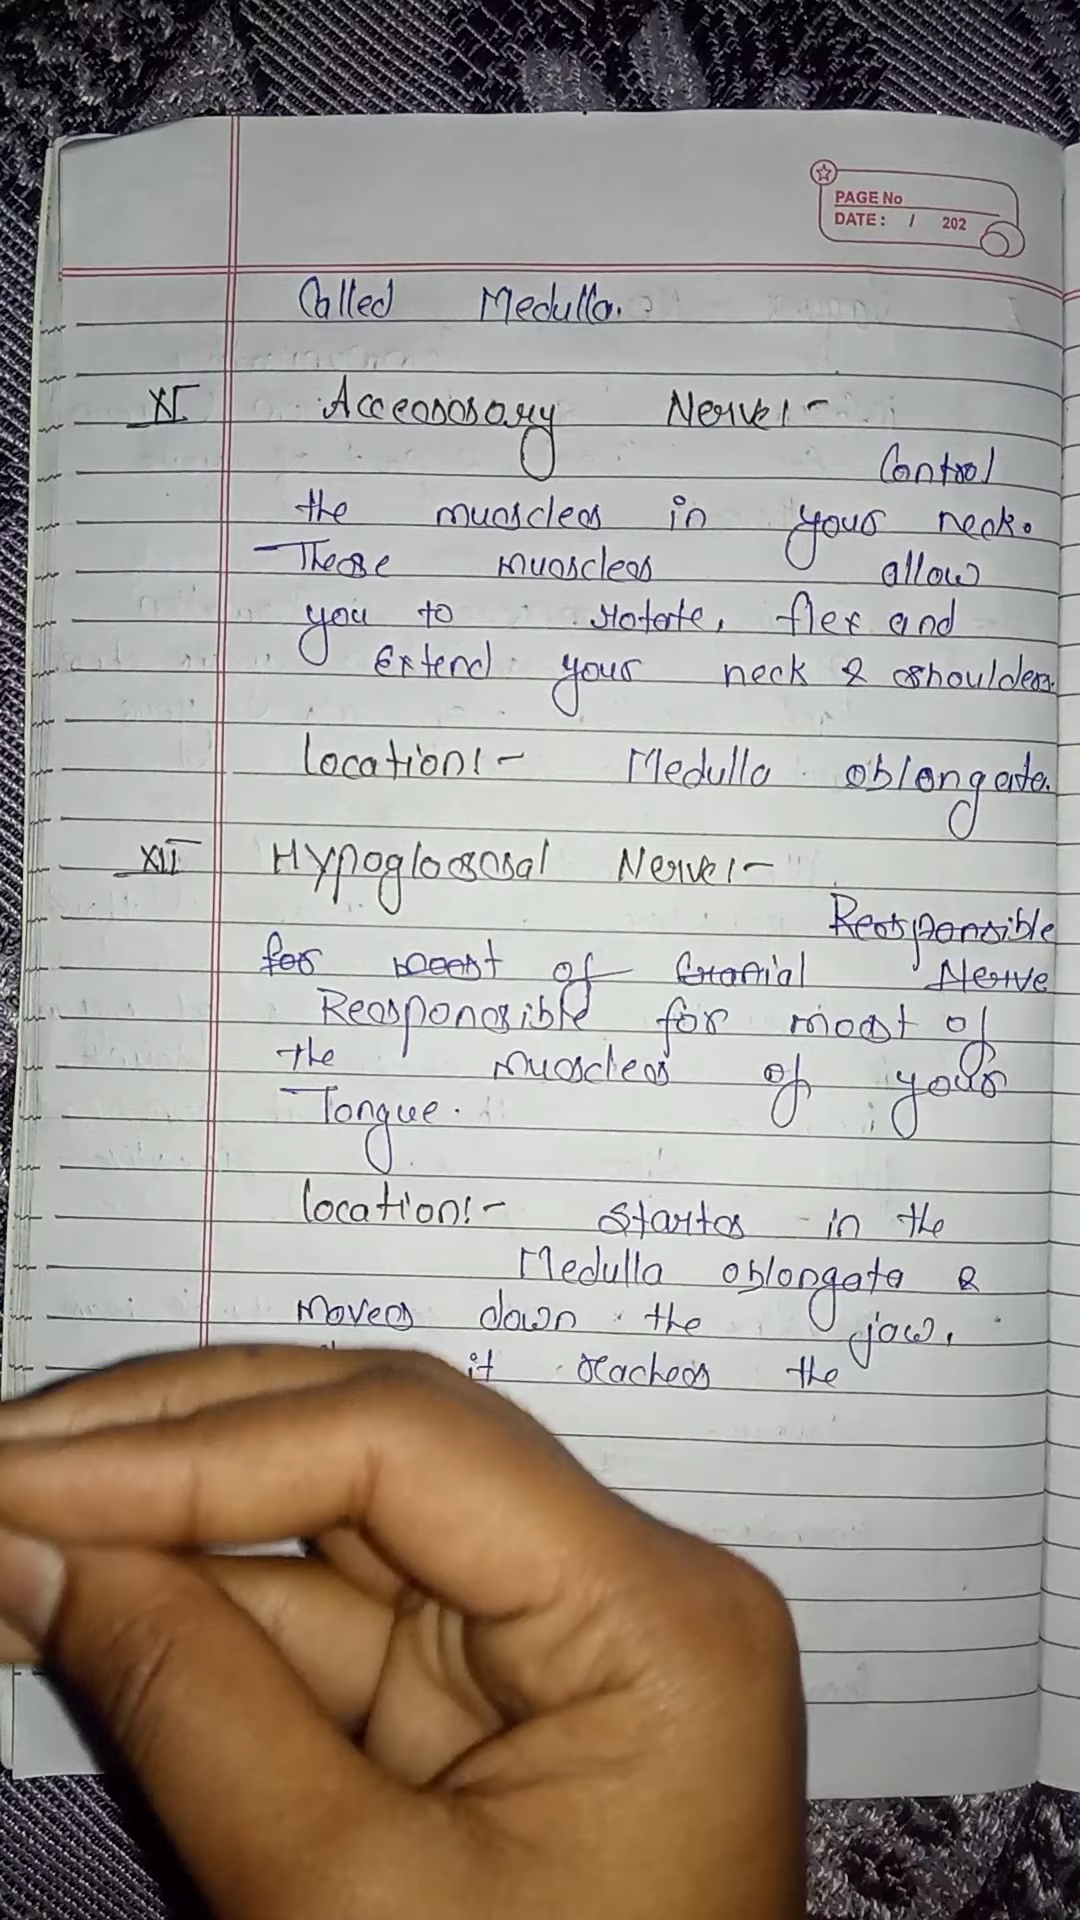 PAGE No
DATE: / 202
Called Medulla.
XI Accessory Nerve:-
Control
the muscles in your neck.
These muscles allow
you to rotate, flex and
Extend your neck & shoulders.
location:- Medulla oblongata.
XII Hypoglossal Nerve:-
Responsible
for most of Cranial Nerve
Responsible for most of
the muscles of your
Tongue.
location:- Starts in the
Medulla oblongata &
moves down the jaw,
it reaches the